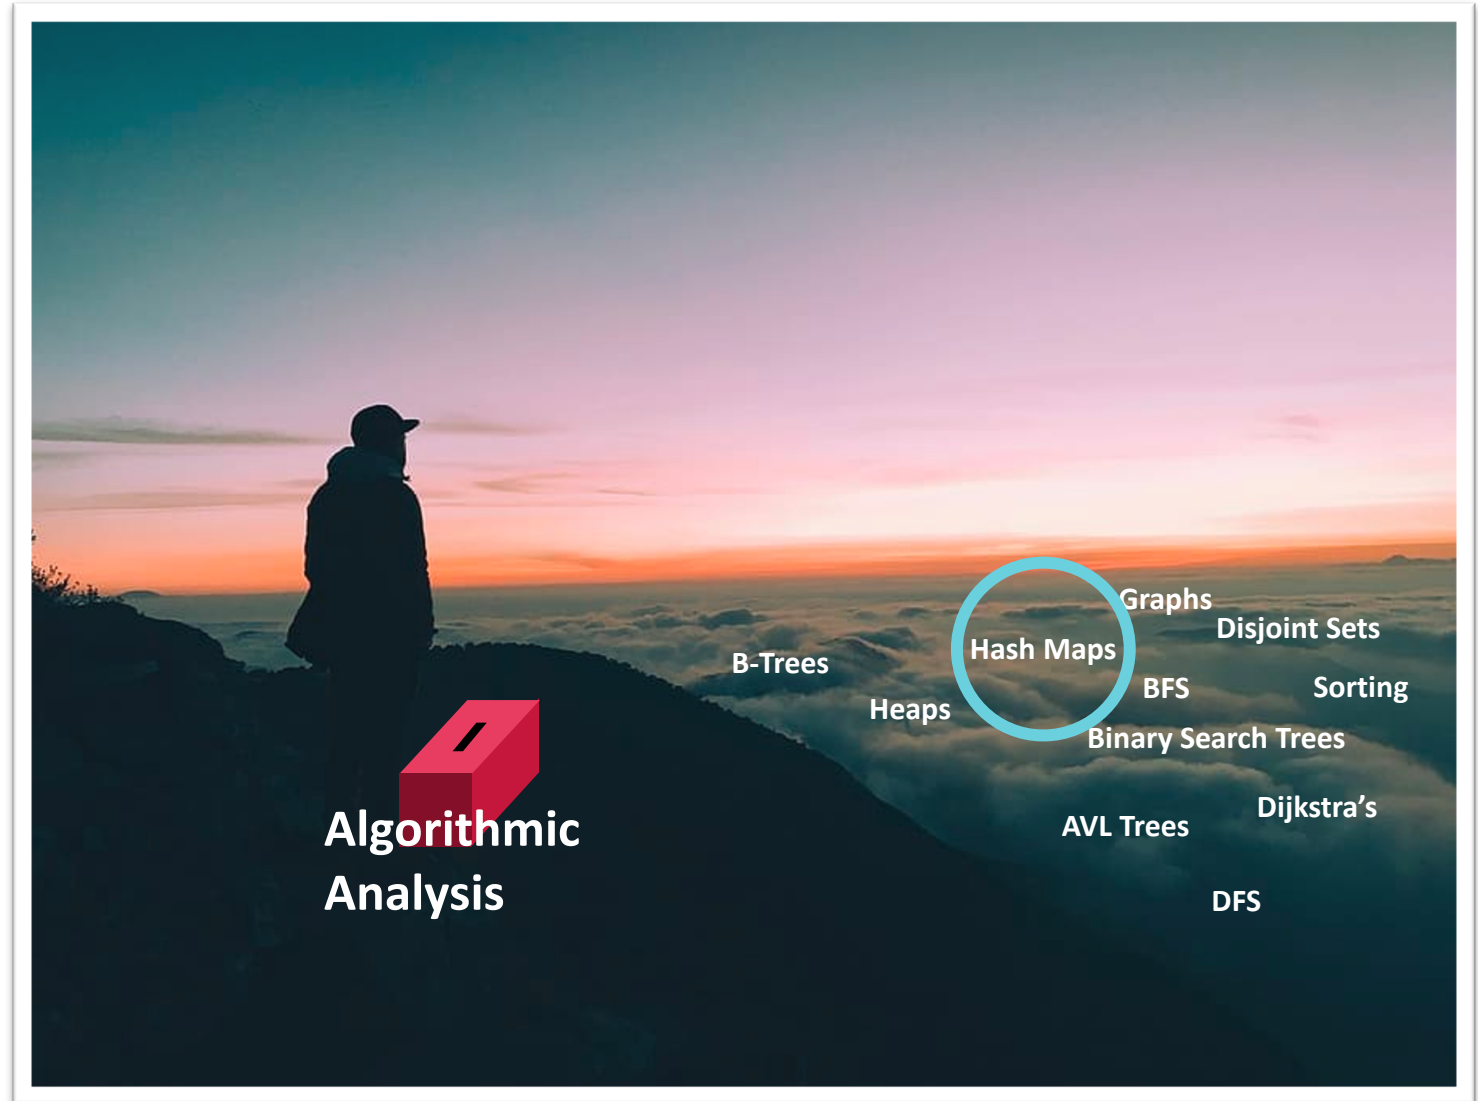 Graphs
Disjoint Sets
Hash Maps
B-Trees
BFS
Sorting
Heaps
Binary Search Trees
Dijkstra’s
AVL Trees
Algorithmic
Analysis
DFS